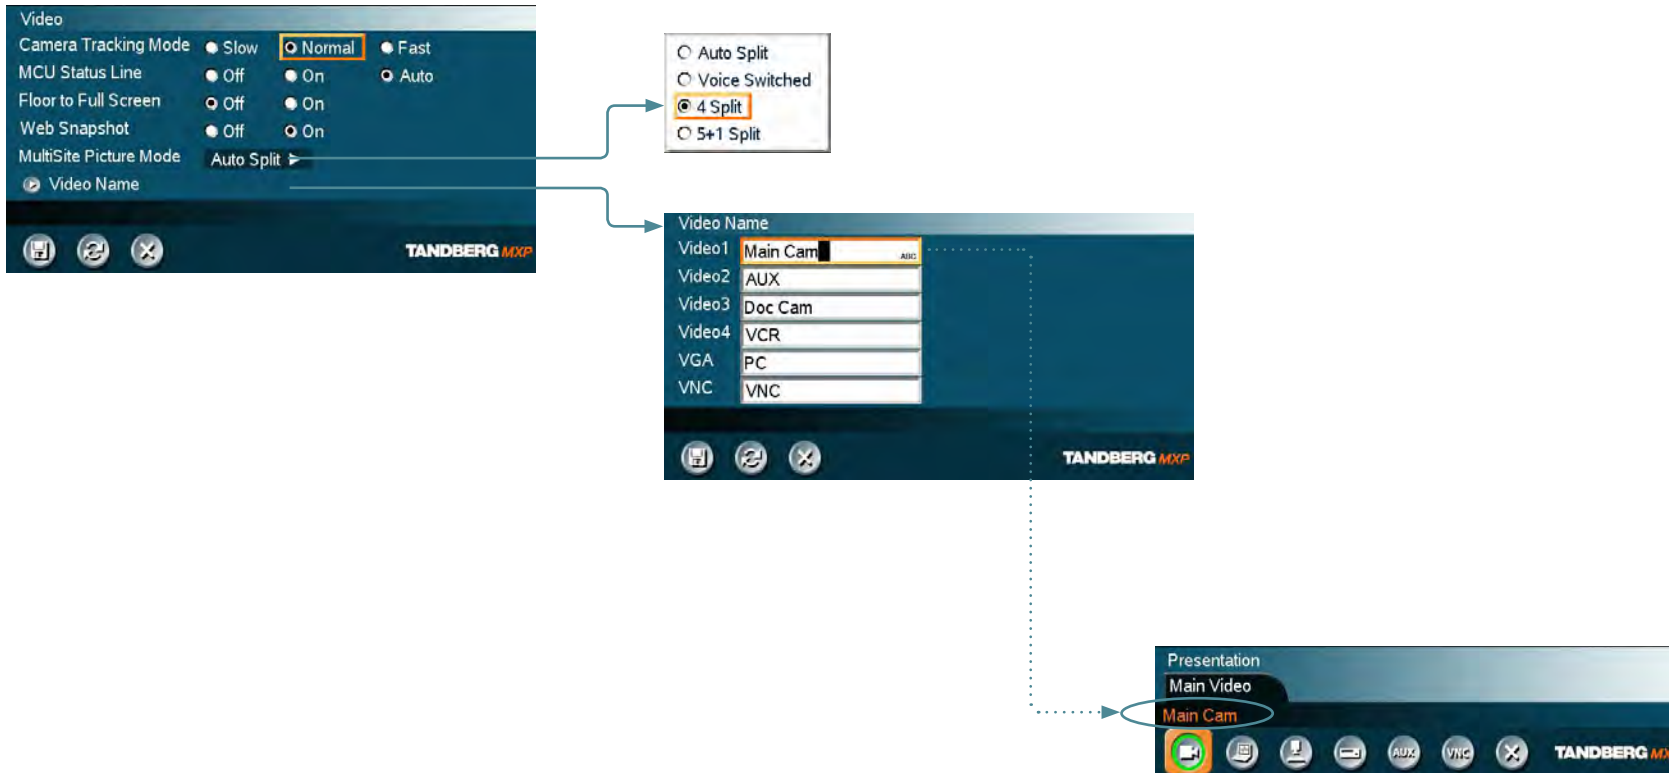 Video
Camera Tracking Mode Slow Normal Fast
MCU Status Line Off On Auto
Floor to Full Screen Off On
Web Snapshot Off On
MultiSite Picture Mode Auto Split
Video Name
TANDBERG MXP
Auto Split
Voice Switched
4 Split
5+1 Split
Video Name
Video1 Main Cam ABC
Video2 AUX
Video3 Doc Cam
Video4 VCR
VGA PC
VNC VNC
TANDBERG MXP
Presentation
Main Video
Main Cam
AUX VNC TANDBERG MX